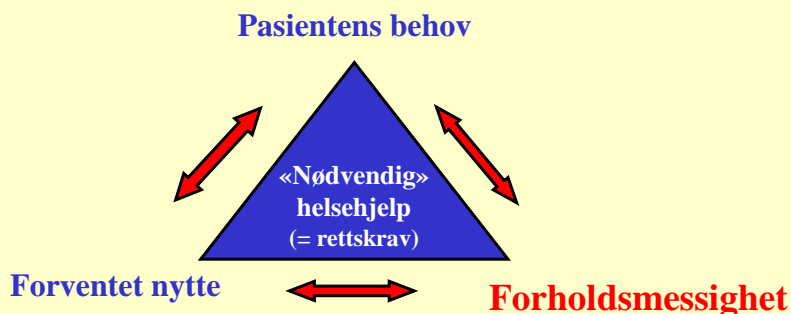 Pasientens behov
«Nødvendig»
helsehjelp
(= rettskrav)
Forventet nytte
Forholdsmessighet